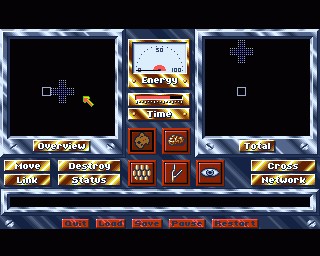 50
0 100
Energy
Time
Overview Total
Move Destroy Cross
Link Status Network
Quit Load Save Pause Restart